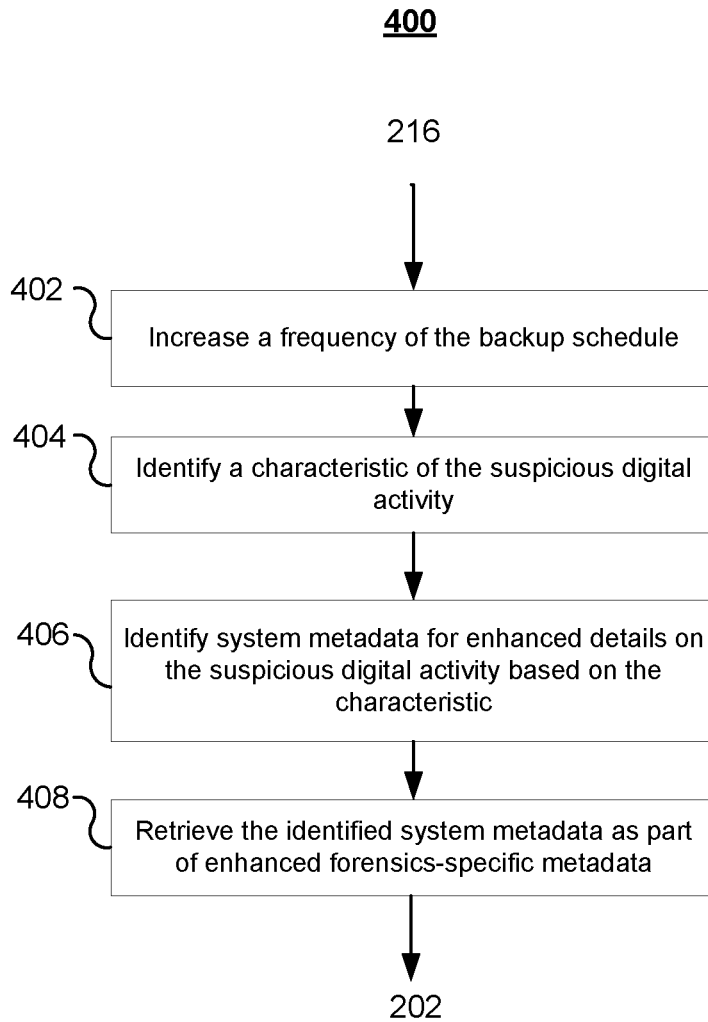 400
216
402
Increase a frequency of the backup schedule
404
Identify a characteristic of the suspicious digital
activity
406
Identify system metadata for enhanced details on
the suspicious digital activity based on the
characteristic
408
Retrieve the identified system metadata as part
of enhanced forensics-specific metadata
202